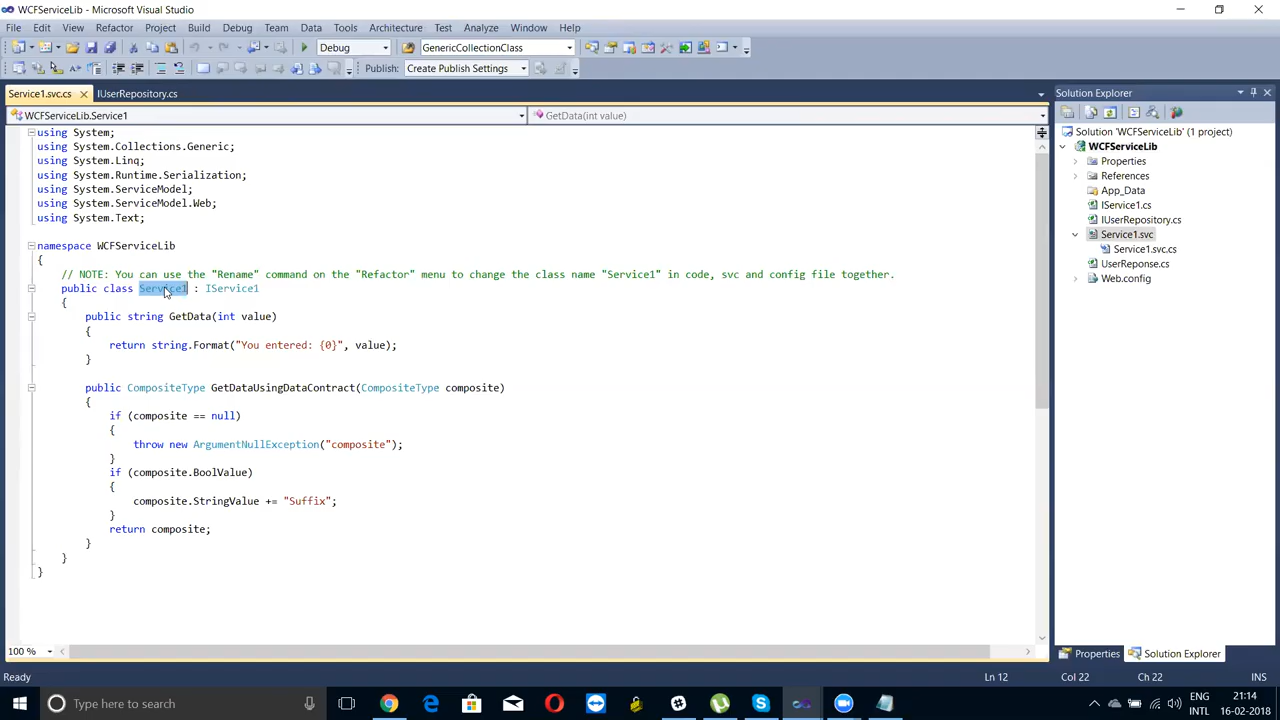 WCFServiceLib - Microsoft Visual Studio
File Edit View Refactor Project Build Debug Team Data Tools Architecture Test Analyze Window Help
Debug GenericCollectionClass
Publish: Create Publish Settings
Service1.svc.cs IUserRepository.cs
WCFServiceLib.Service1 GetData(int value)
using System;
using System.Collections.Generic;
using System.Linq;
using System.Runtime.Serialization;
using System.ServiceModel;
using System.ServiceModel.Web;
using System.Text;
namespace WCFServiceLib
{
// NOTE: You can use the "Rename" command on the "Refactor" menu to change the class name "Service1" in code, svc and config file together.
public class Service1 : IService1
{
public string GetData(int value)
{
return string.Format("You entered: {0}", value);
}
public CompositeType GetDataUsingDataContract(CompositeType composite)
{
if (composite == null)
{
throw new ArgumentNullException("composite");
}
if (composite.BoolValue)
{
composite.StringValue += "Suffix";
}
return composite;
}
}
}
100 %
Solution Explorer
Solution 'WCFServiceLib' (1 project)
WCFServiceLib
Properties
References
App_Data
IService1.cs
IUserRepository.cs
Service1.svc
Service1.svc.cs
UserReponse.cs
Web.config
Properties Solution Explorer
Ready Ln 12 Col 22 Ch 22 INS
Type here to search
ENG
INTL
21:14
16-02-2018